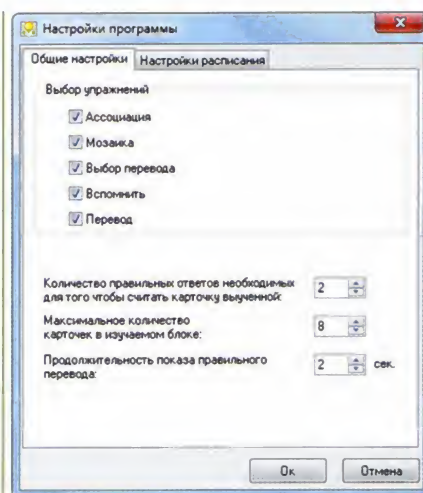 Настройки программы
Общие настройки Настройки расписания
Выбор упражнений
Ассоциация
Мозаика
Выбор перевода
Вспомнить
Перевод
Количество правильных ответов необходимых
для того чтобы считать карточку выученной: 2
Максимальное количество
карточек в изучаемом блоке: 8
Продолжительность показа правильного
перевода: 2 сек.
Ок Отмена